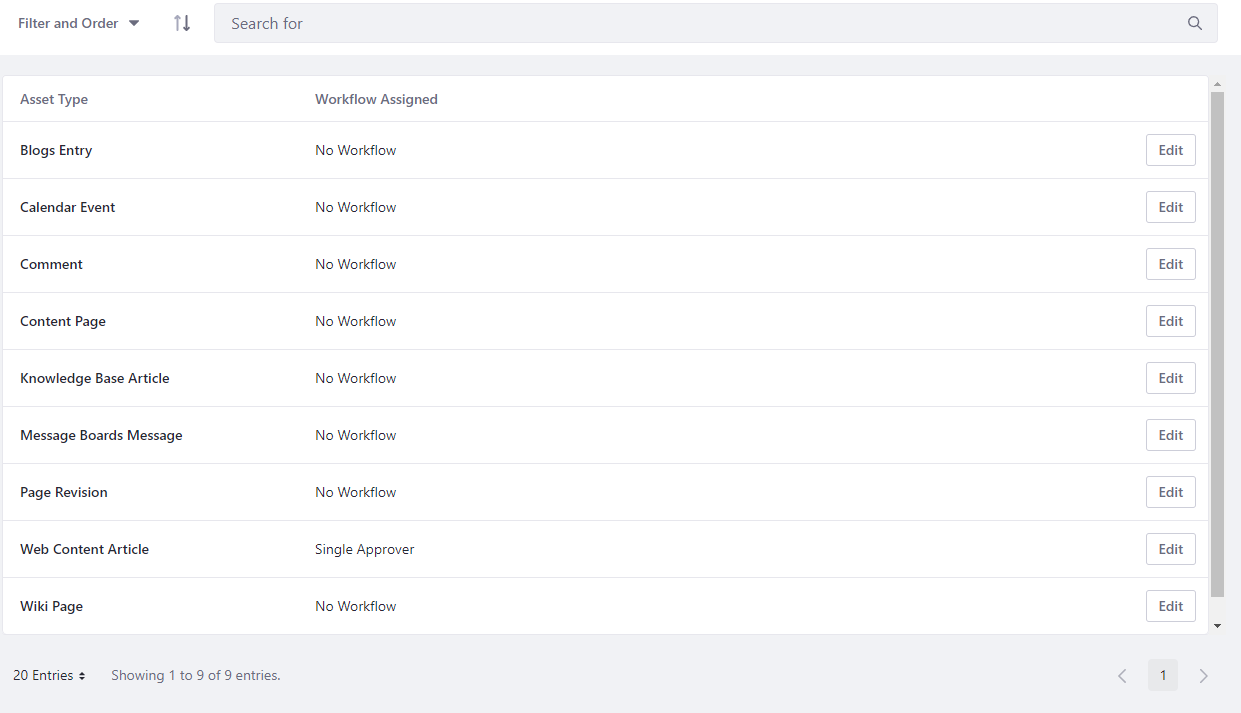 Filter and Order
Search for
Asset Type Workflow Assigned
Blogs Entry No Workflow Edit
Calendar Event No Workflow Edit
Comment No Workflow Edit
Content Page No Workflow Edit
Knowledge Base Article No Workflow Edit
Message Boards Message No Workflow Edit
Page Revision No Workflow Edit
Web Content Article Single Approver Edit
Wiki Page No Workflow Edit
20 Entries Showing 1 to 9 of 9 entries. 1